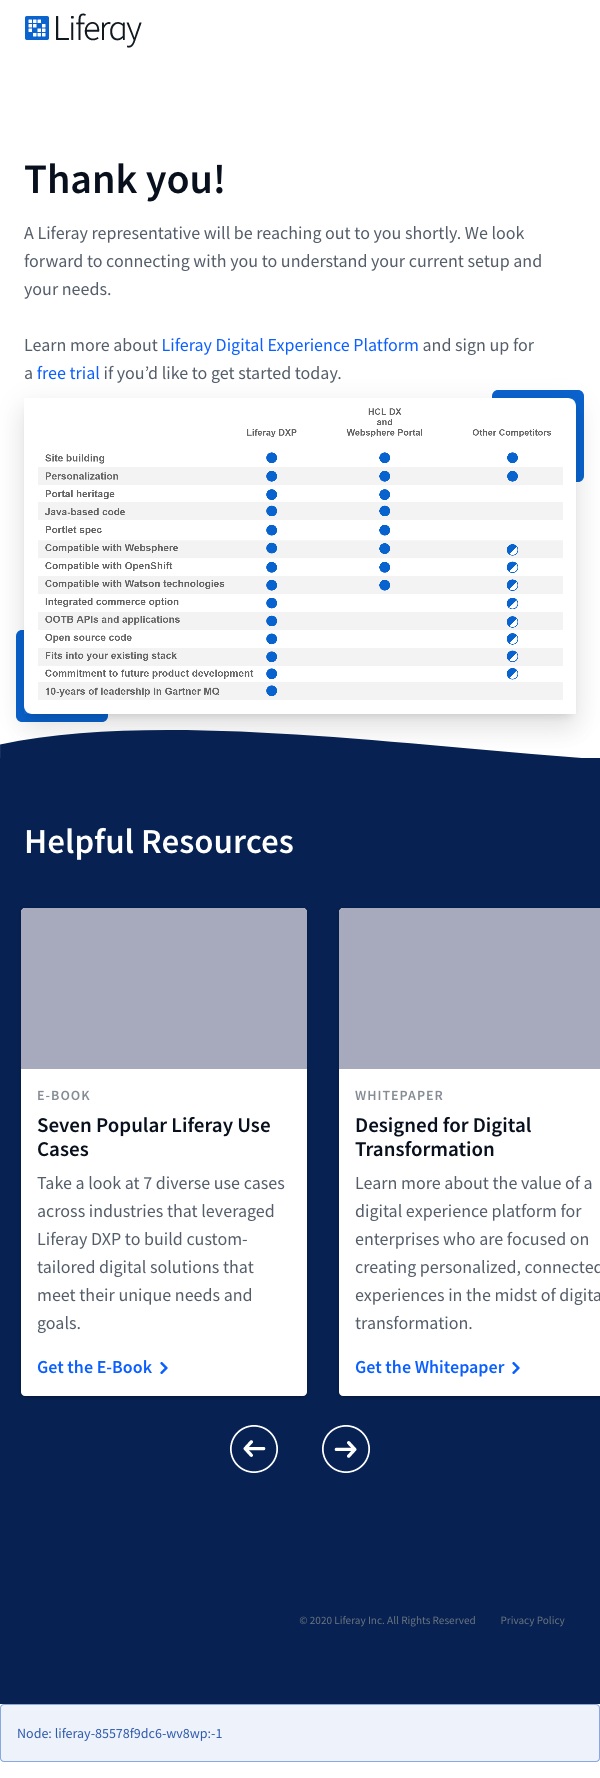 Liferay
Thank you!
A Liferay representative will be reaching out to you shortly. We look
forward to connecting with you to understand your current setup and
your needs.
Learn more about Liferay Digital Experience Platform and sign up for
a free trial if you’d like to get started today.
HCL DX
and
Liferay DXP Websphere Portal Other Competitors
Site building
Personalization
Portal heritage
Java-based code
Portlet spec
Compatible with Websphere
Compatible with OpenShift
Compatible with Watson technologies
Integrated commerce option
OOTB APIs and applications
Open source code
Fits into your existing stack
Commitment to future product development
10-years of leadership in Gartner MQ
Helpful Resources
E-BOOK
Seven Popular Liferay Use
Cases
Take a look at 7 diverse use cases
across industries that leveraged
Liferay DXP to build custom-
tailored digital solutions that
meet their unique needs and
goals.
Get the E-Book
WHITEPAPER
Designed for Digital
Transformation
Learn more about the value of a
digital experience platform for
enterprises who are focused on
creating personalized, connected
experiences in the midst of digita
transformation.
Get the Whitepaper
© 2020 Liferay Inc. All Rights Reserved Privacy Policy
Node: liferay-85578f9dc6-wv8wp:-1